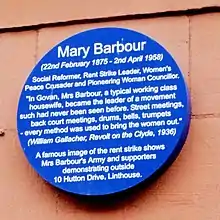 Mary Barbour
(22nd February 1875 - 2nd April 1958)
Social Reformer, Rent Strike Leader, Women's
Peace Crusader and Pioneering Woman Councillor.
"In Govan, Mrs Barbour, a typical working class
housewife, became the leader of a movement
such had never been seen before. Street meetings,
back court meetings, drums, bells, trumpets
- every method was used to bring the women out."
(William Gallacher, Revolt on the Clyde, 1936)
A famous image of the rent strike shows
Mrs Barbour's Army and supporters
demonstrating outside
10 Hutton Drive, Linthouse.